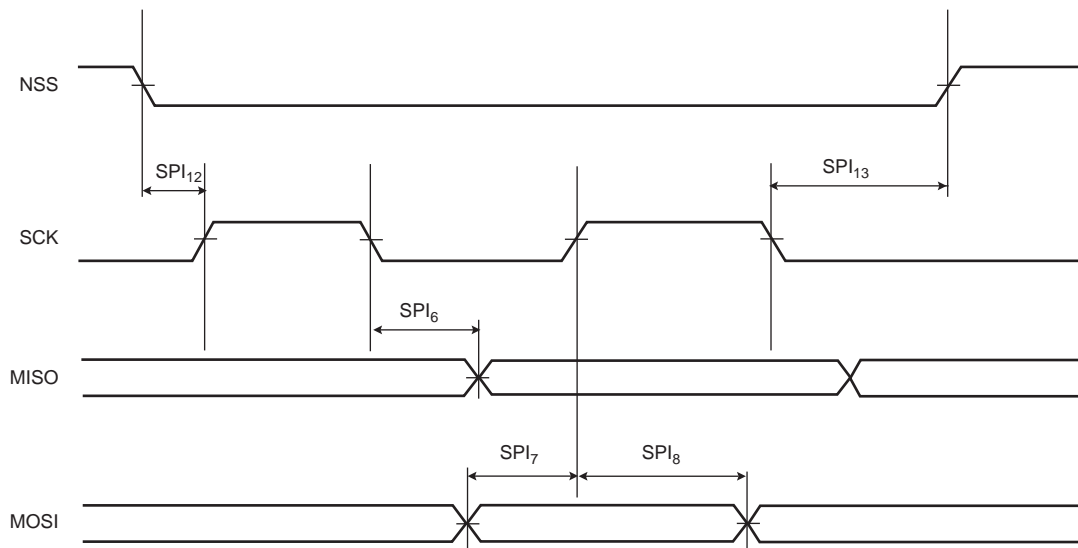 NSS
SPI₁₂
SPI₁₃
SCK
SPI₆
MISO
SPI₇
SPI₈
MOSI